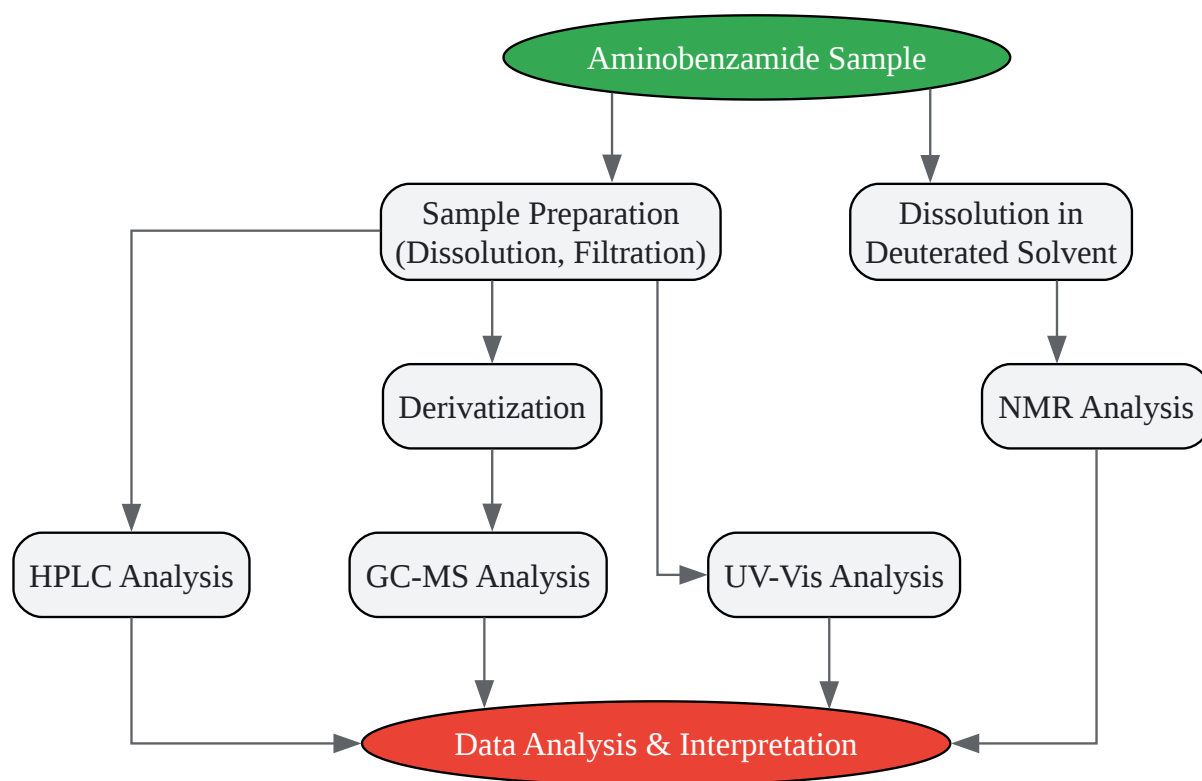 Aminobenzamide Sample
Sample Preparation
(Dissolution, Filtration)
Dissolution in
Deuterated Solvent
Derivatization
NMR Analysis
HPLC Analysis
GC-MS Analysis
UV-Vis Analysis
Data Analysis & Interpretation